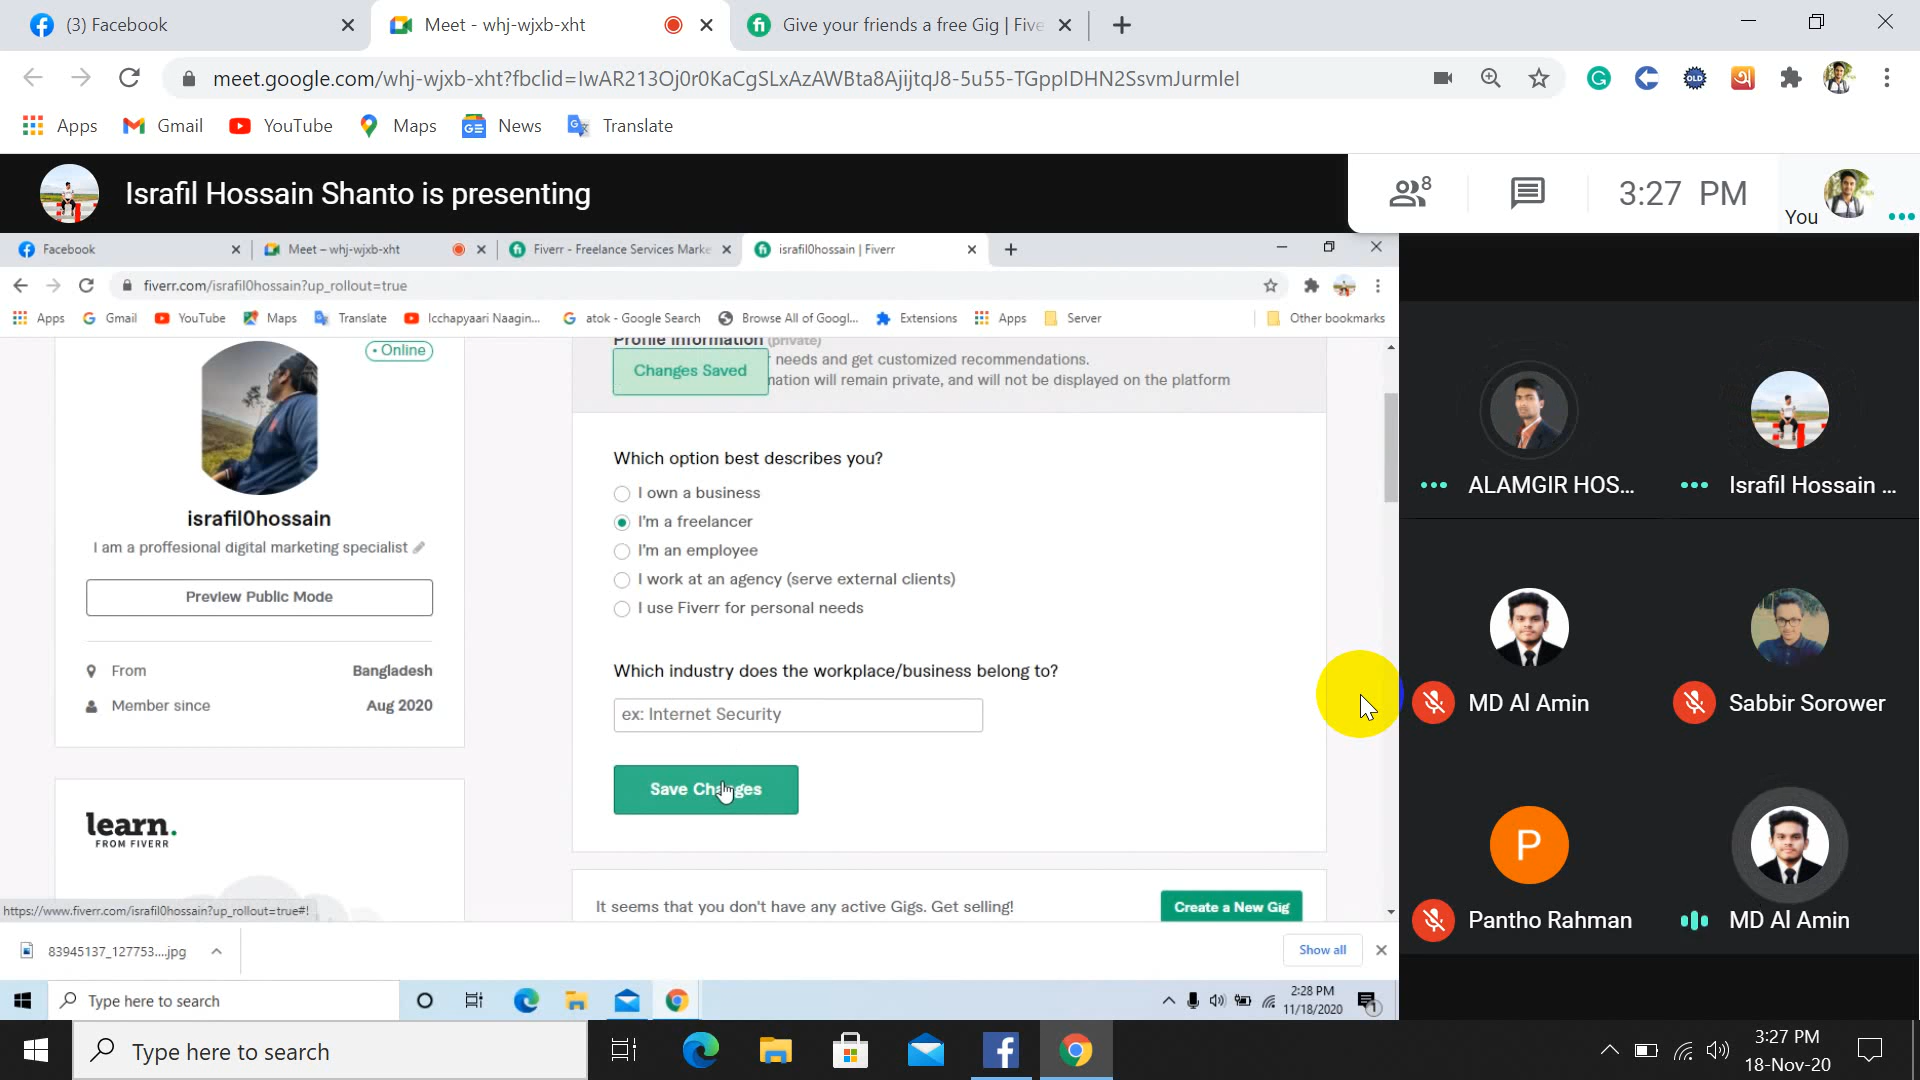 (3) Facebook
Meet - whj-wjxb-xht
Give your friends a free Gig | Five
meet.google.com/whj-wjxb-xht?fbclid=IwAR213Oj0r0KaCgSLxAzAWBta8AjijtqJ8-5u55-TGppIDHN2SsvmJurmleI
OLD
Apps
Gmail
YouTube
Maps
News
Translate
Israfil Hossain Shanto is presenting
8
3:27 PM
You
Facebook
Meet – whj-wjxb-xht
Fiverr - Freelance Services Marke
israfil0hossain | Fiverr
fiverr.com/israfil0hossain?up_rollout=true
Apps
Gmail
YouTube
Maps
Translate
Icchapyaari Naagin...
atok - Google Search
Browse All of Googl...
Extensions
Apps
Server
Other bookmarks
• Online
israfil0hossain
I am a proffesional digital marketing specialist
Preview Public Mode
From Bangladesh
Member since Aug 2020
learn.
FROM FIVERR
Profile Information (private)
needs and get customized recommendations.
Changes Saved
mation will remain private, and will not be displayed on the platform
Which option best describes you?
I own a business
I'm a freelancer
I'm an employee
I work at an agency (serve external clients)
I use Fiverr for personal needs
Which industry does the workplace/business belong to?
ex: Internet Security
Save Changes
It seems that you don't have any active Gigs. Get selling!
Create a New Gig
https://www.fiverr.com/israfil0hossain?up_rollout=true#!
83945137_127753....jpg
Show all
Type here to search
2:28 PM
11/18/2020
1
ALAMGIR HOS...
Israfil Hossain ...
MD Al Amin
Sabbir Sorower
P
Pantho Rahman
MD Al Amin
Type here to search
3:27 PM
18-Nov-20